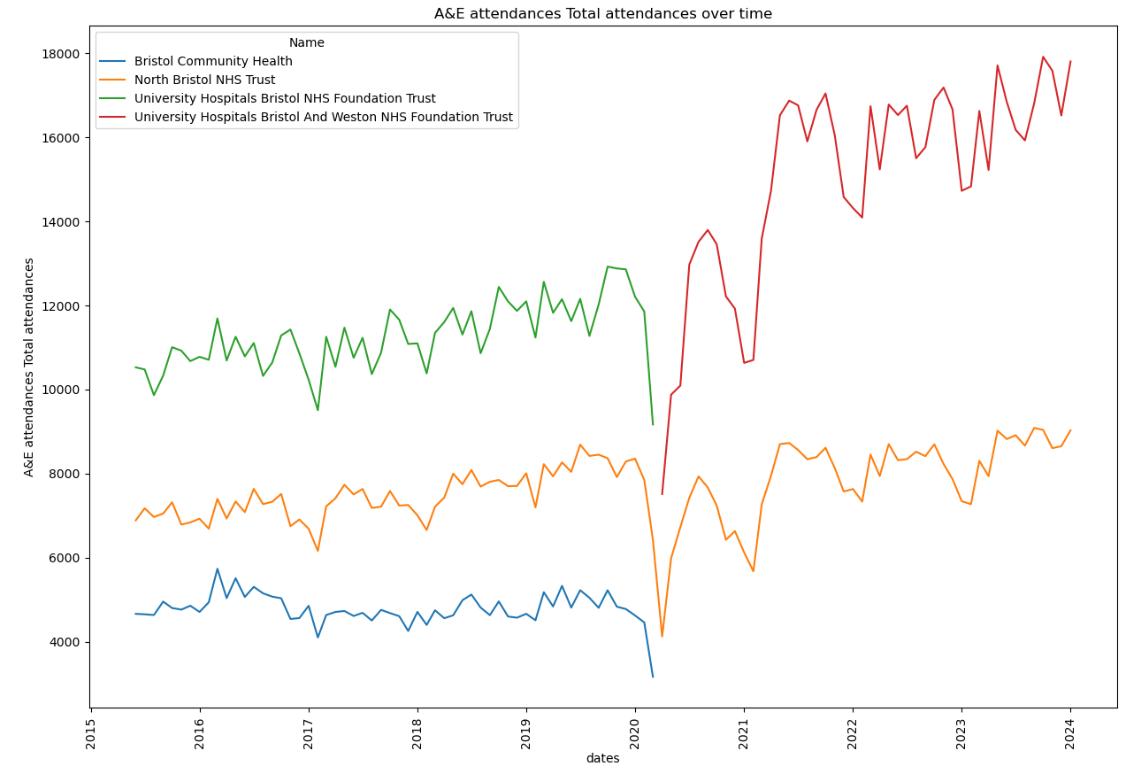 A&E attendances Total attendances over time
Name
Bristol Community Health
North Bristol NHS Trust
University Hospitals Bristol NHS Foundation Trust
University Hospitals Bristol And Weston NHS Foundation Trust
A&E attendances Total attendances
18000
16000
14000
12000
10000
8000
6000
4000
2015
2016
2017
2018
2019
2020
2021
2022
2023
2024
dates